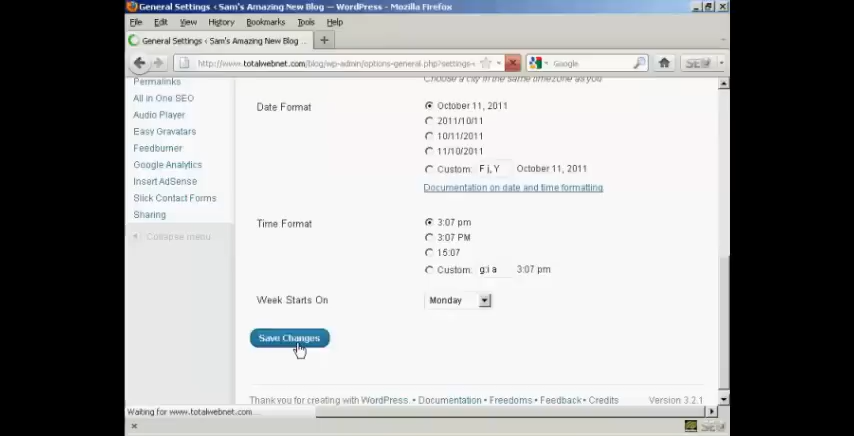 General Settings ‹ Sam's Amazing New Blog — WordPress - Mozilla Firefox
File Edit View History Bookmarks Tools Help
General Settings ‹ Sam's Amazing New Blog ...
http://www.totalwebnet.com/blog/wp-admin/options-general.php?settings-
Google
Choose a city in the same timezone as you
Permalinks
All in One SEO
Audio Player
Easy Gravatars
Feedburner
Google Analytics
Insert AdSense
Slick Contact Forms
Sharing
Collapse menu
Date Format
October 11, 2011
2011/10/11
10/11/2011
11/10/2011
Custom: F j, Y October 11, 2011
Documentation on date and time formatting
Time Format
3:07 pm
3:07 PM
15:07
Custom: g:i a 3:07 pm
Week Starts On Monday
Save Changes
Thank you for creating with WordPress. • Documentation • Freedoms • Feedback • Credits Version 3.2.1
Waiting for www.totalwebnet.com...